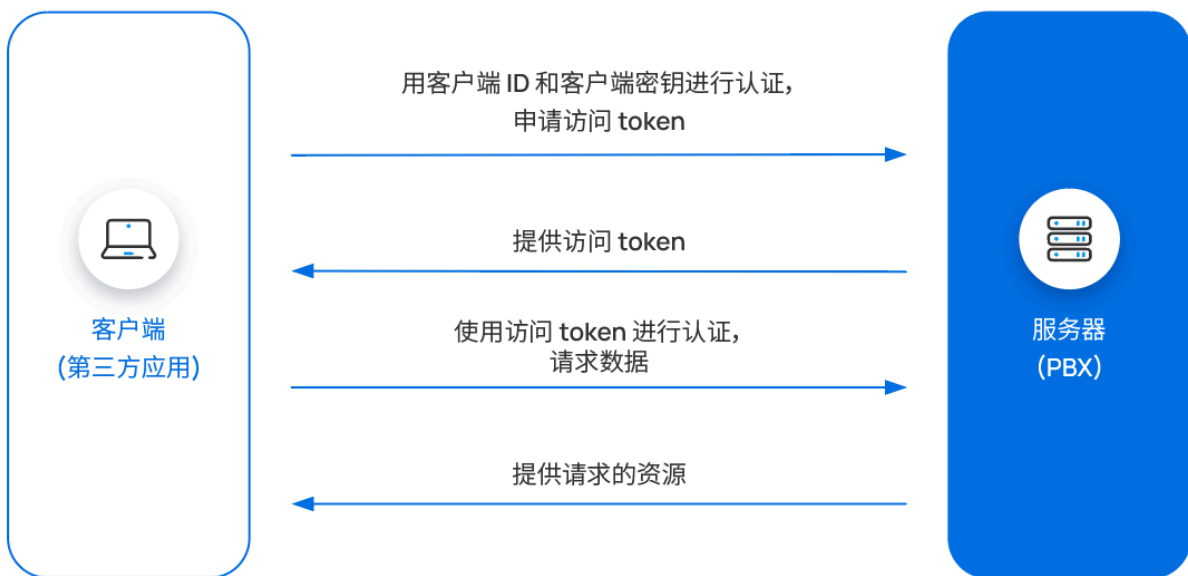 用客户端 ID 和客户端密钥进行认证，
申请访问 token
提供访问 token
客户端
(第三方应用)
使用访问 token 进行认证，
请求数据
服务器
(PBX)
提供请求的资源